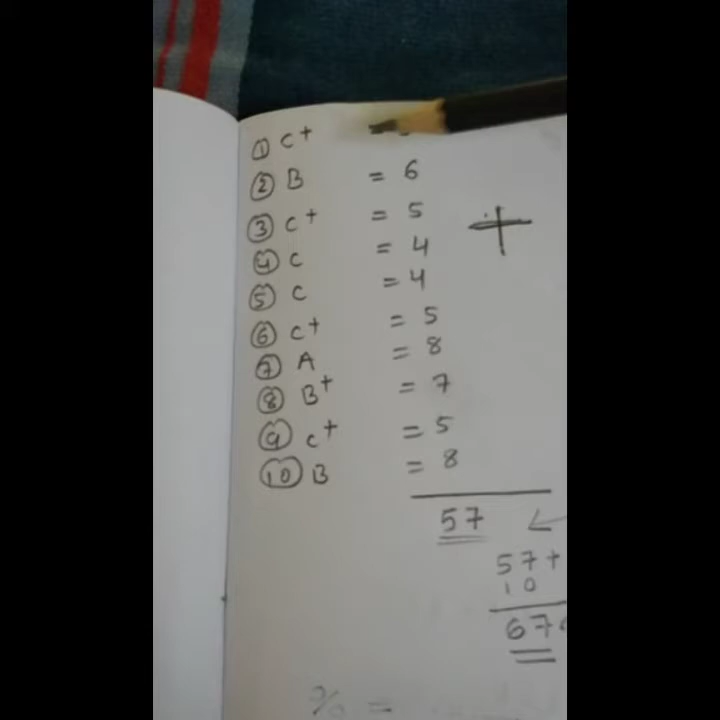 ① C+ =
② B = 6
③ C+ = 5
④ C = 4
⑤ C = 4
⑥ C+ = 5
⑦ A = 8
⑧ B+ = 7
⑨ C+ = 5
⑩ B = 8
+
57
57+
10
67
% =